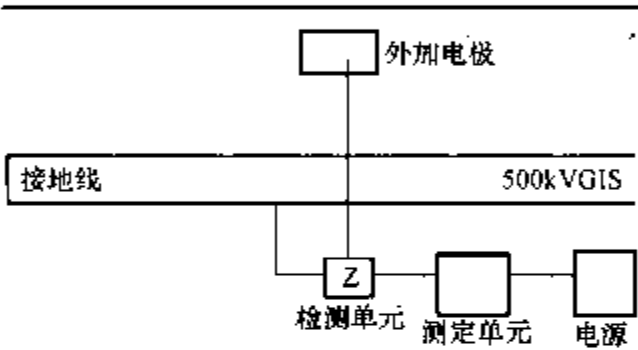 外加电极
接地线
500kVGIS
Z
检测单元
测定单元
电源